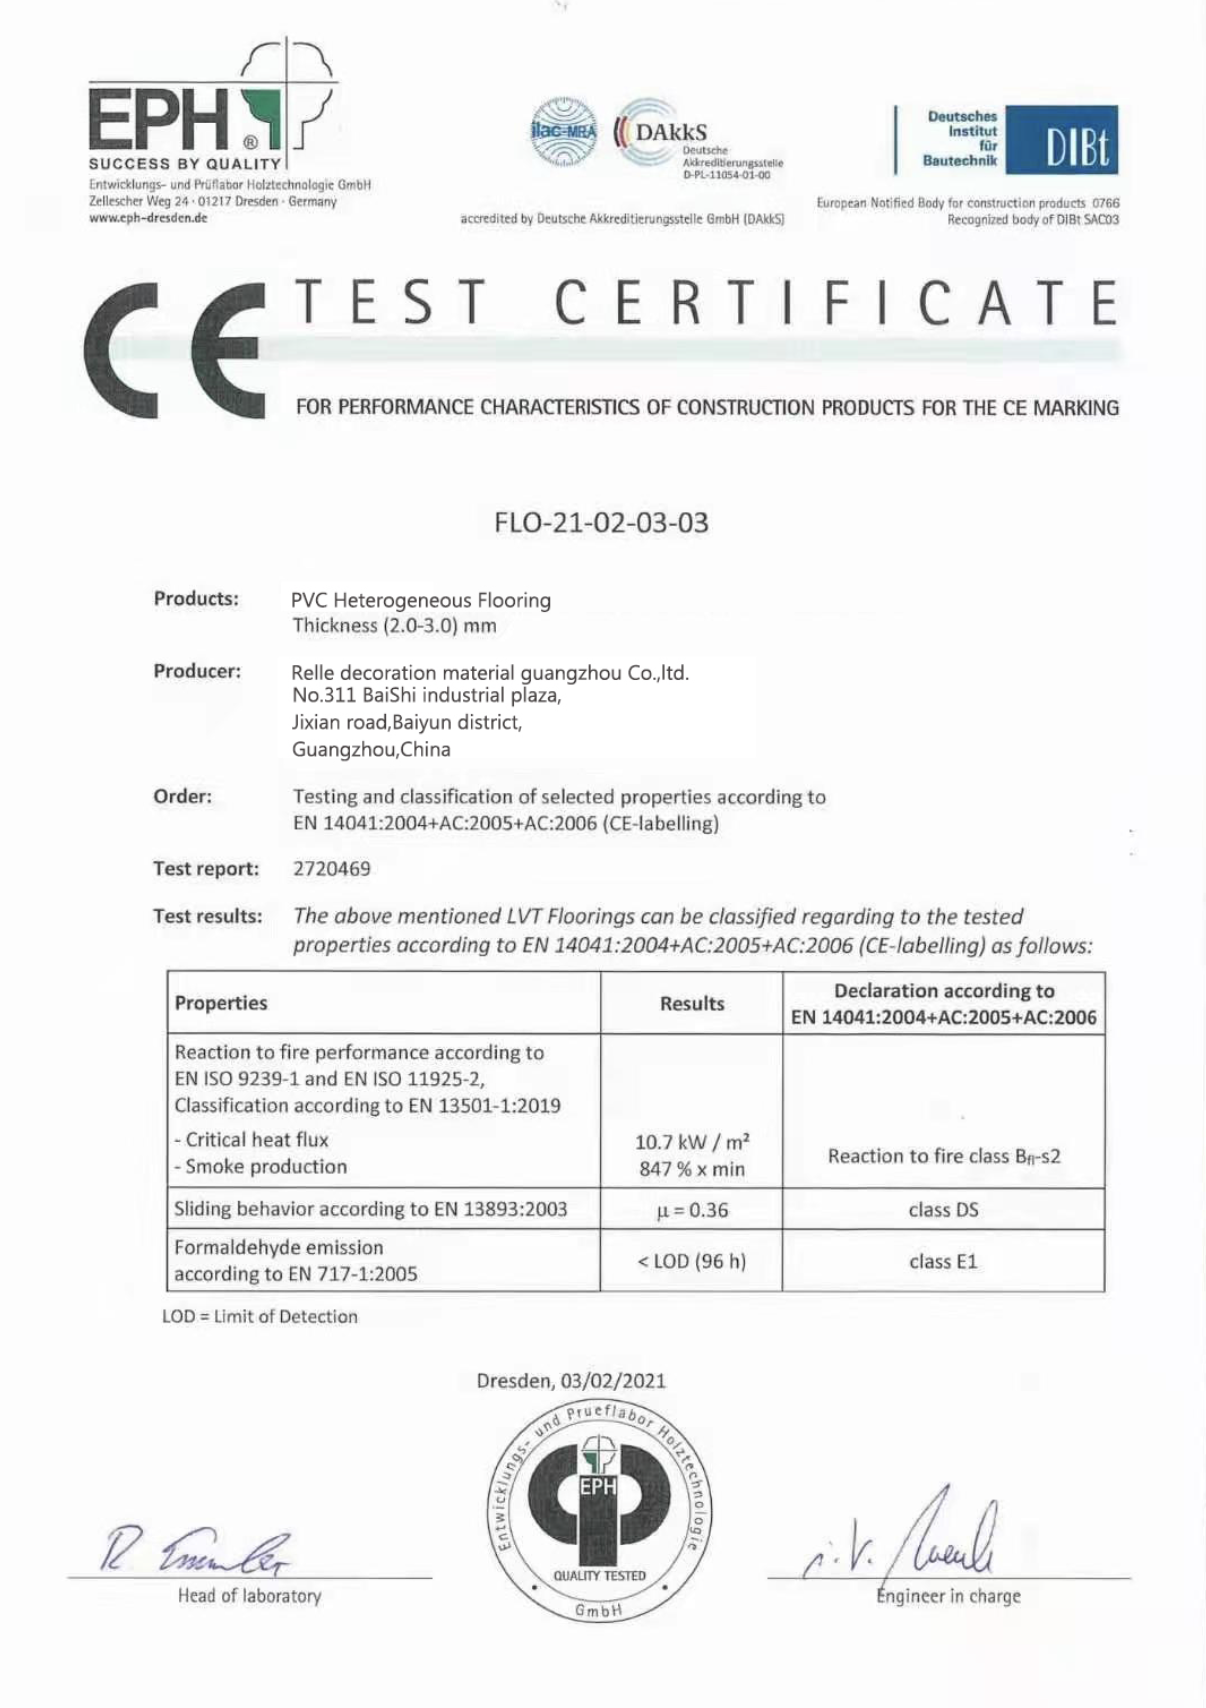 EPH ®
SUCCESS BY QUALITY
Entwicklungs- und Prüflabor Holztechnologie GmbH
Zellescher Weg 24 · 01217 Dresden · Germany
www.eph-dresden.de
ilac-MRA
DAkkS
Deutsche
Akkreditierungsstelle
D-PL-11054-01-00
accredited by Deutsche Akkreditierungsstelle GmbH (DAkkS)
Deutsches
Institut
für
Bautechnik
DIBt
European Notified Body for construction products 0766
Recognized body of DIBt SAC03
CE TEST CERTIFICATE
FOR PERFORMANCE CHARACTERISTICS OF CONSTRUCTION PRODUCTS FOR THE CE MARKING
FLO-21-02-03-03
Products: PVC Heterogeneous Flooring
Thickness (2.0-3.0) mm
Producer: Relle decoration material guangzhou Co.,ltd.
No.311 BaiShi industrial plaza,
Jixian road,Baiyun district,
Guangzhou,China
Order: Testing and classification of selected properties according to
EN 14041:2004+AC:2005+AC:2006 (CE-labelling)
Test report: 2720469
Test results: The above mentioned LVT Floorings can be classified regarding to the tested
properties according to EN 14041:2004+AC:2005+AC:2006 (CE-labelling) as follows:
Properties
Results
Declaration according to
EN 14041:2004+AC:2005+AC:2006
Reaction to fire performance according to
EN ISO 9239-1 and EN ISO 11925-2,
Classification according to EN 13501-1:2019
- Critical heat flux 10.7 kW / m²
- Smoke production 847 % x min
Reaction to fire class Bfl-s2
Sliding behavior according to EN 13893:2003 µ = 0.36 class DS
Formaldehyde emission
according to EN 717-1:2005
< LOD (96 h) class E1
LOD = Limit of Detection
Dresden, 03/02/2021
Entwicklungs- und Prueflabor Holztechnologie
EPH
QUALITY TESTED
GmbH
Head of laboratory
Engineer in charge